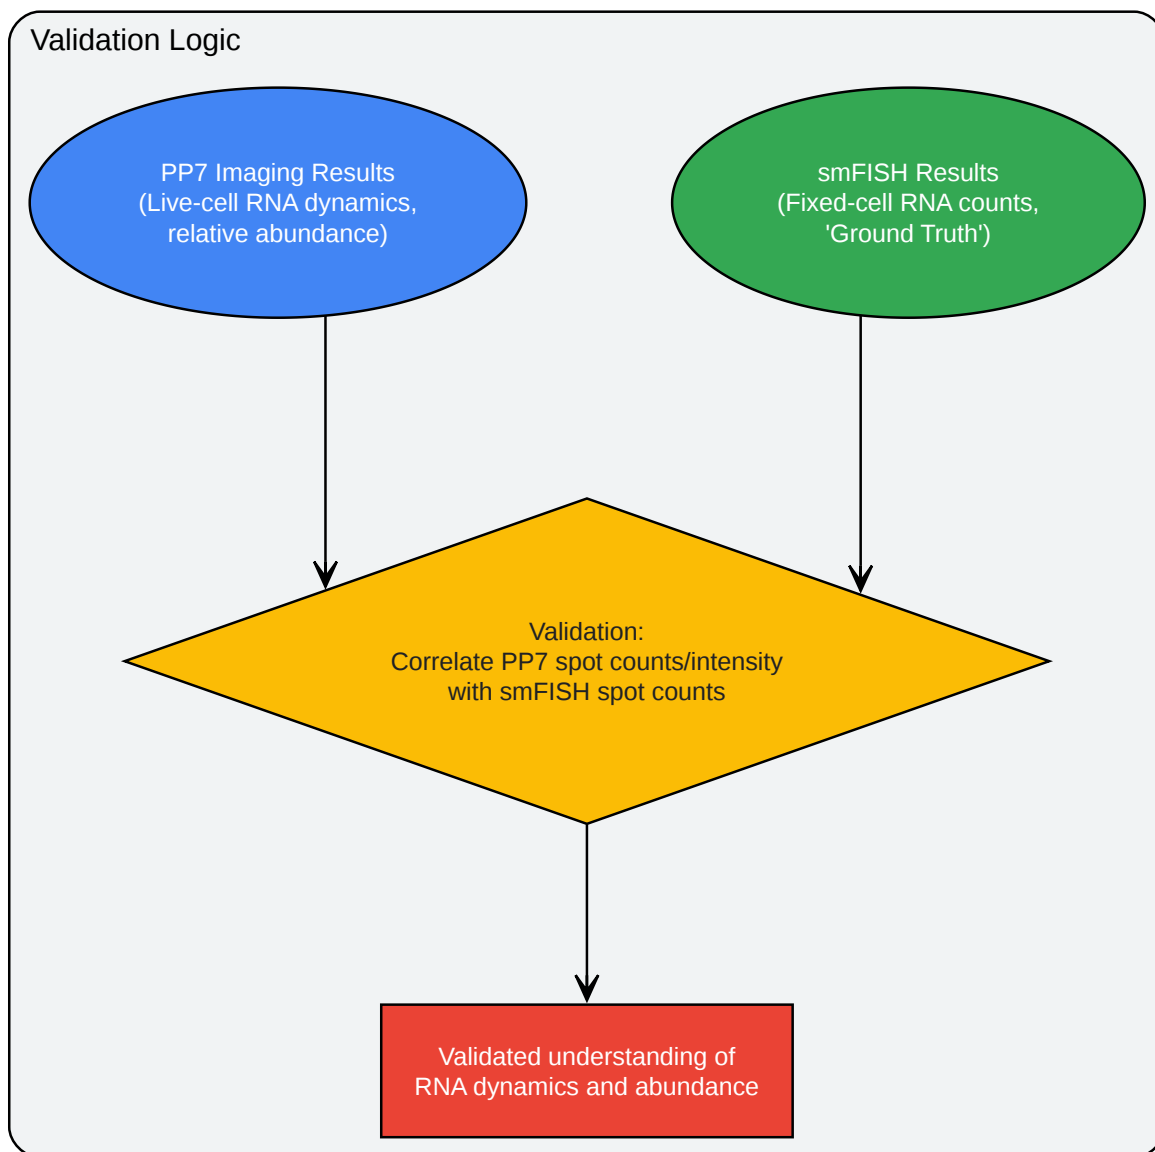 Validation Logic
PP7 Imaging Results
(Live-cell RNA dynamics,
relative abundance)
smFISH Results
(Fixed-cell RNA counts,
'Ground Truth')
Validation:
Correlate PP7 spot counts/intensity
with smFISH spot counts
Validated understanding of
RNA dynamics and abundance